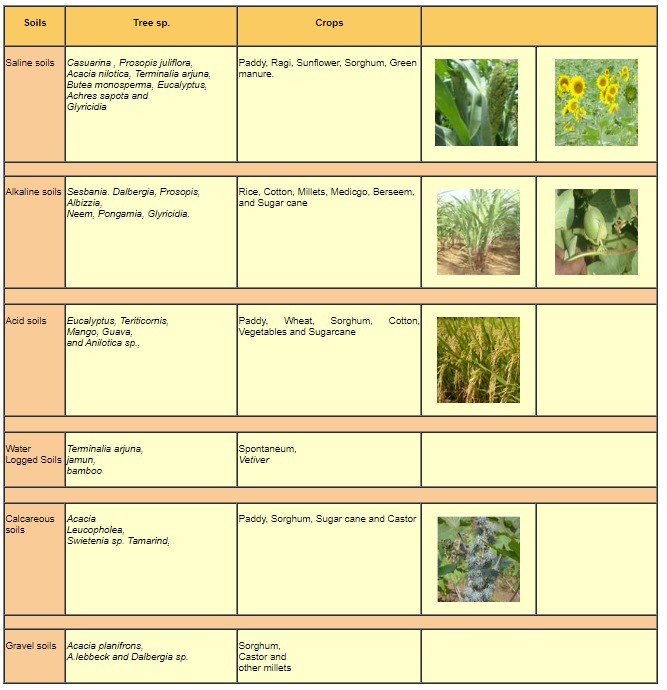 Soils Tree sp. Crops
Saline soils
Casuarina , Prosopis juliflora,
Acacia nilotica, Terminalia arjuna,
Butea monosperma, Eucalyptus,
Achres sapota and
Glyricidia
Paddy, Ragi, Sunflower, Sorghum, Green
manure.
Alkaline soils
Sesbania. Dalbergia, Prosopis,
Albizzia,
Neem, Pongamia, Glyricidia.
Rice, Cotton, Millets, Medicgo, Berseem,
and Sugar cane
Acid soils
Eucalyptus, Teriticornis,
Mango, Guava,
and Anilotica sp.,
Paddy, Wheat, Sorghum, Cotton,
Vegetables and Sugarcane
Water
Logged Soils
Terminalia arjuna,
jamun,
bamboo
Spontaneum,
Vetiver
Calcareous
soils
Acacia
Leucopholea,
Swietenia sp. Tamarind,
Paddy, Sorghum, Sugar cane and Castor
Gravel soils
Acacia planifrons,
A.lebbeck and Dalbergia sp.
Sorghum,
Castor and
other millets